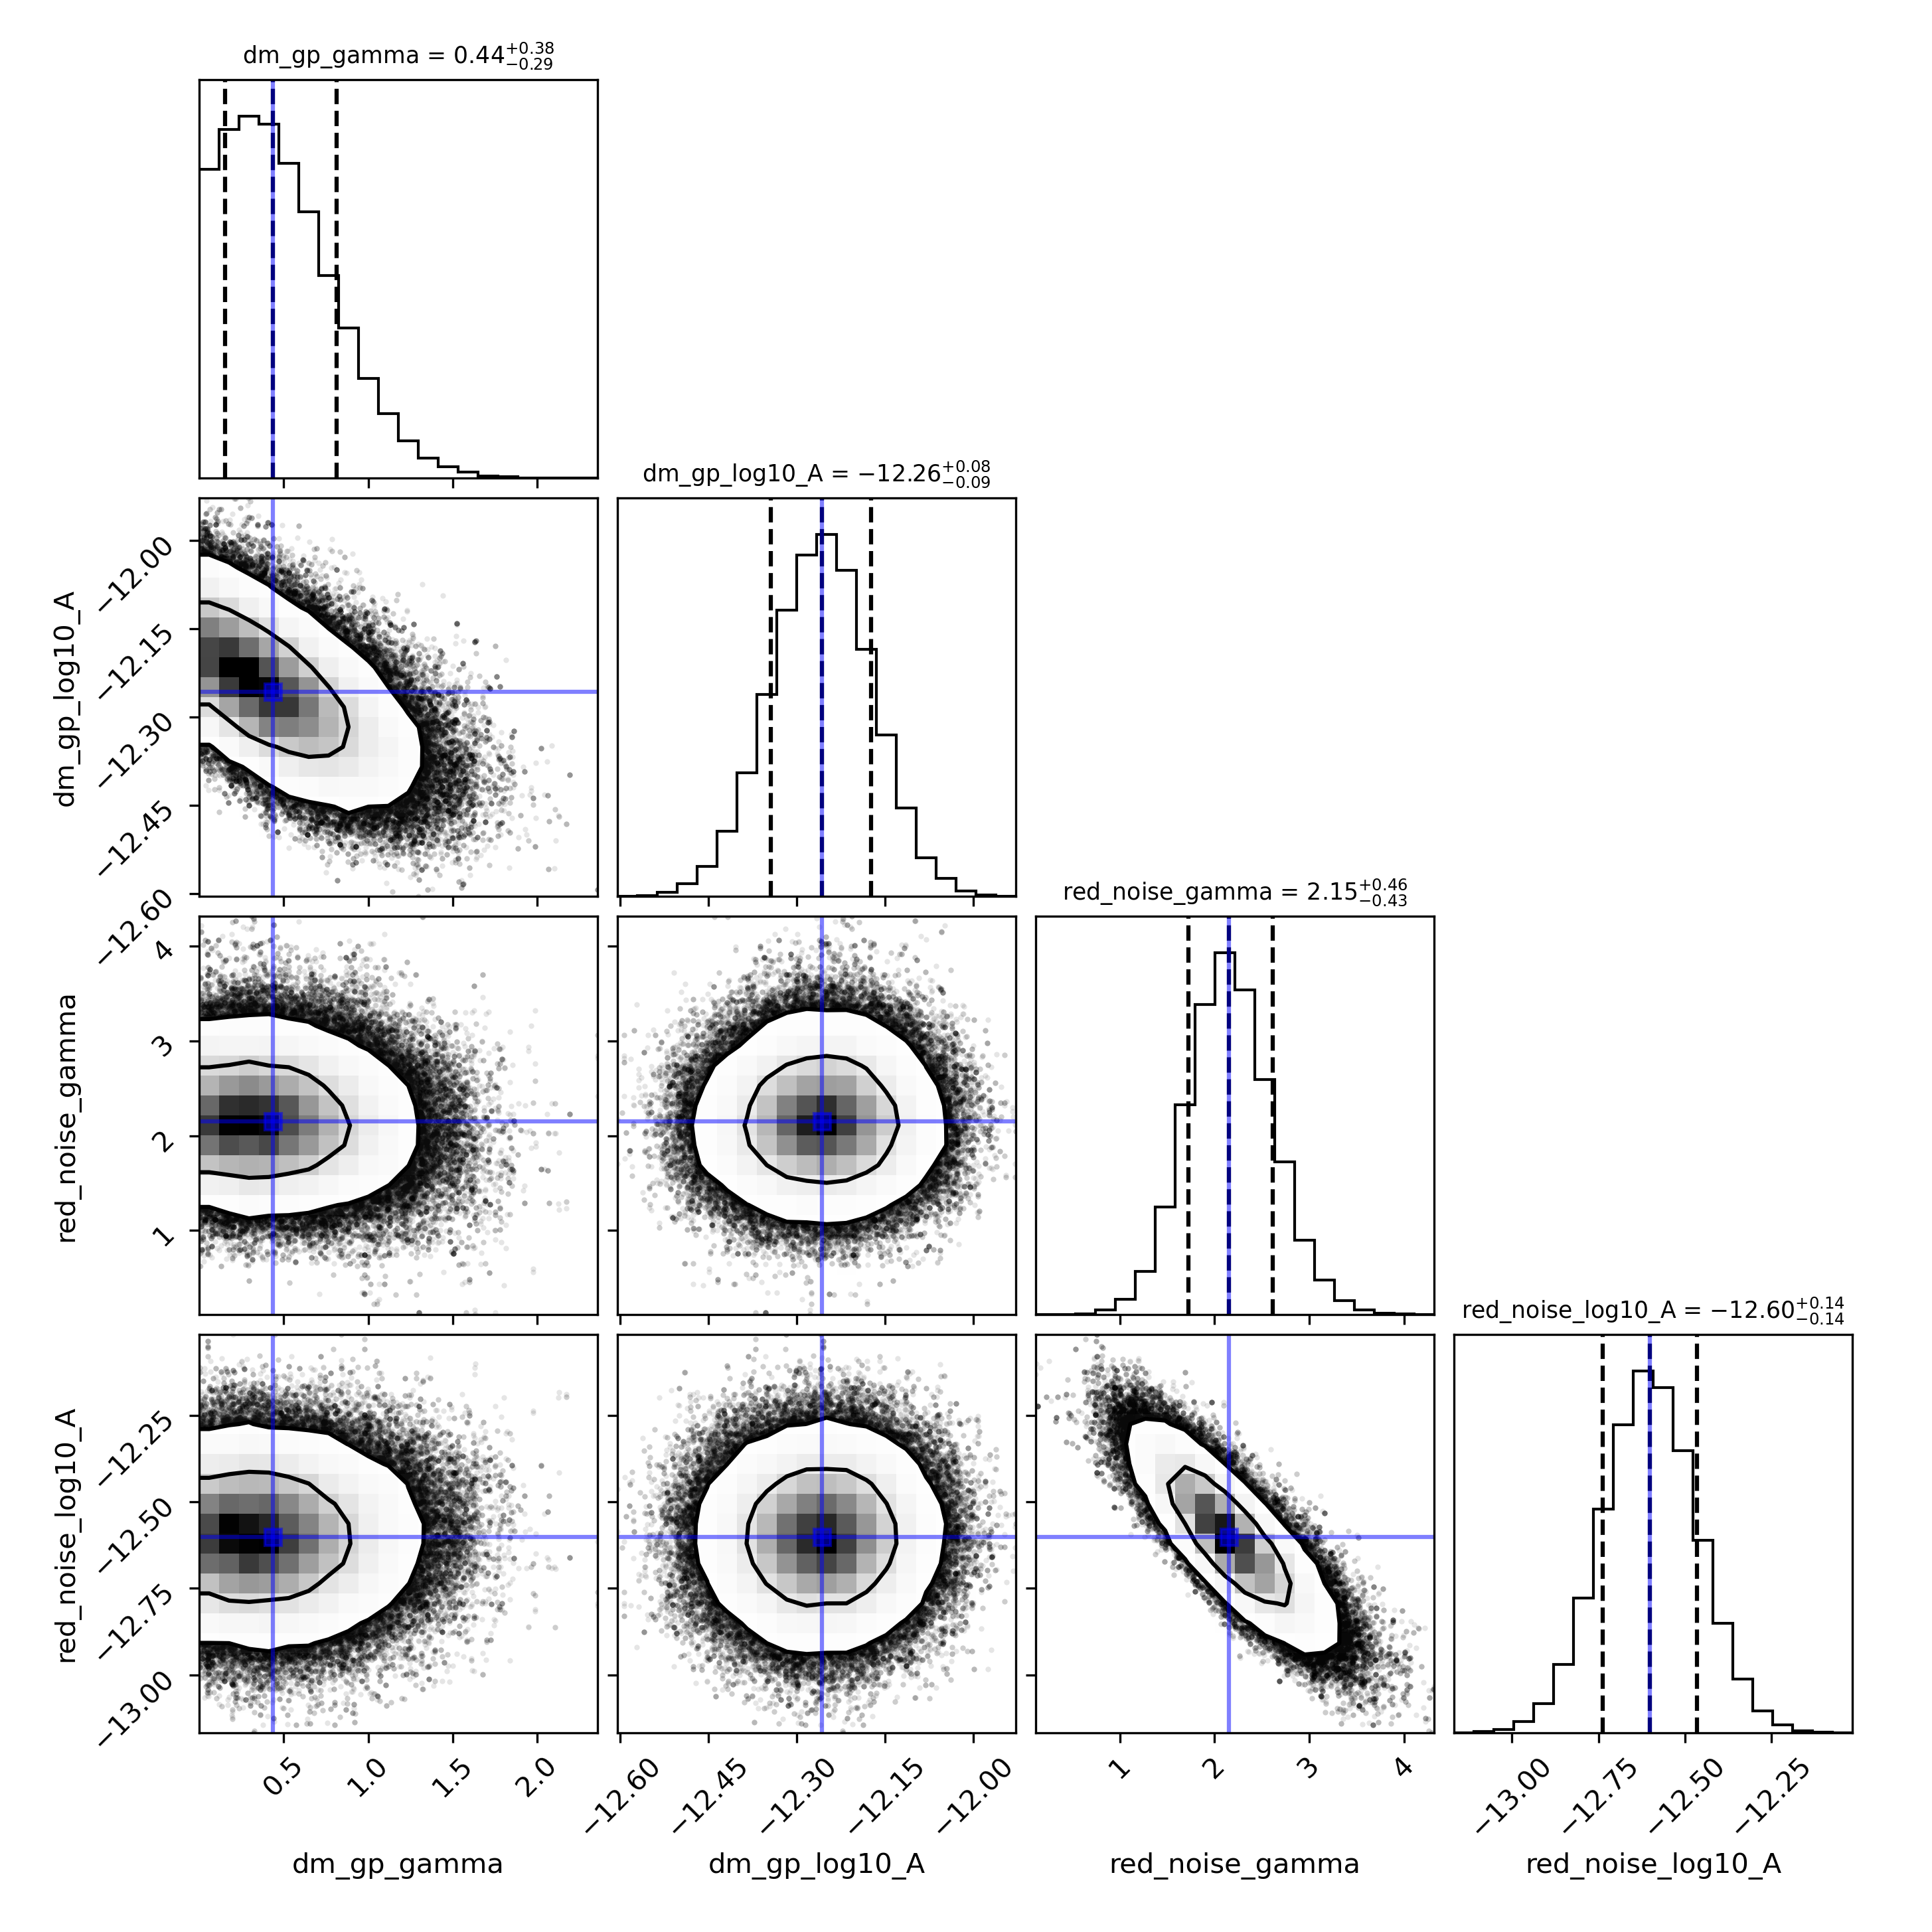 dm_gp_gamma = 0.44+0.38−0.29
dm_gp_log10_A = −12.26+0.08−0.09
dm_gp_log10_A
−12.00
−12.15
−12.30
−12.45
−12.60
red_noise_gamma = 2.15+0.46−0.43
red_noise_gamma
4
3
2
1
red_noise_log10_A = −12.60+0.14−0.14
red_noise_log10_A
−12.25
−12.50
−12.75
−13.00
0.5 1.0 1.5 2.0
−12.60 −12.45 −12.30 −12.15 −12.00
1 2 3 4
−13.00 −12.75 −12.50 −12.25
dm_gp_gamma dm_gp_log10_A red_noise_gamma red_noise_log10_A